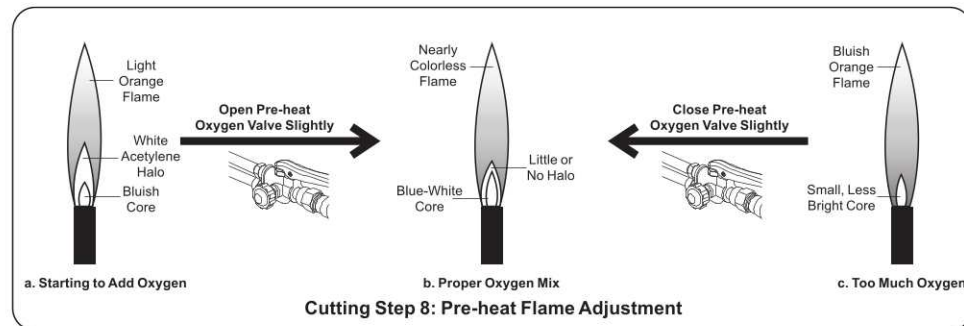 Light
Orange
Flame
White
Acetylene
Halo
Bluish
Core
a. Starting to Add Oxygen
Open Pre-heat
Oxygen Valve Slightly
Nearly
Colorless
Flame
Little or
No Halo
Blue-White
Core
b. Proper Oxygen Mix
Close Pre-heat
Oxygen Valve Slightly
Bluish
Orange
Flame
Small, Less
Bright Core
c. Too Much Oxygen
Cutting Step 8: Pre-heat Flame Adjustment